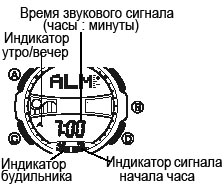 Время звукового сигнала
(часы : минуты)
Индикатор
утро/вечер
A
ALM
B
7:00
C
D
Индикатор
будильника
Индикатор сигнала
начала часа